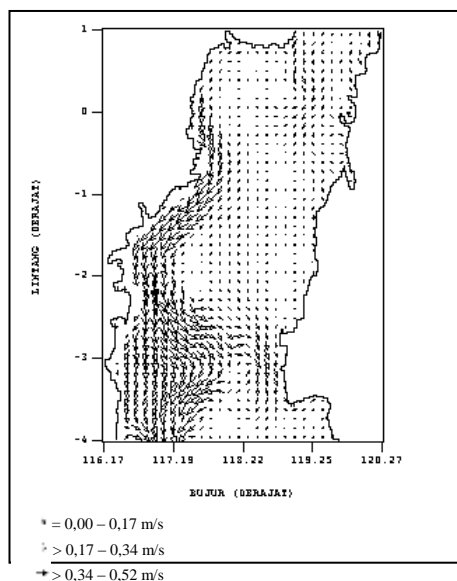 1
0
-1
-2
-3
-4
LINTANG (DERAJAT)
116.17 117.19 118.22 119.25 120.27
BUJUR (DERAJAT)
= 0,00 – 0,17 m/s
> 0,17 – 0,34 m/s
> 0,34 – 0,52 m/s